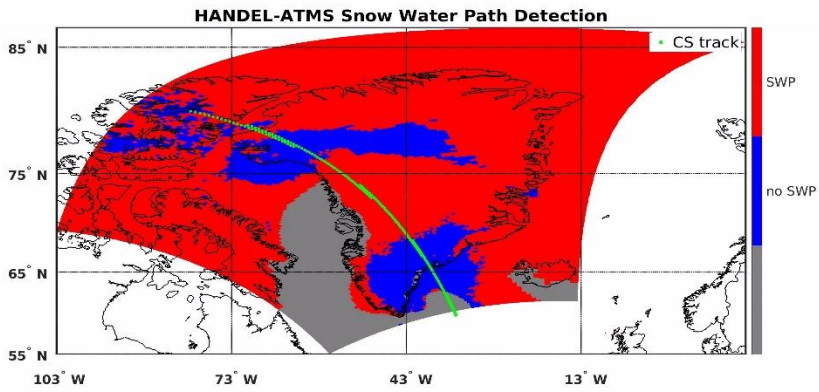 HANDEL-ATMS Snow Water Path Detection
85° N
CS track
SWP
75° N
no SWP
65° N
55° N
103° W
73° W
43° W
13° W